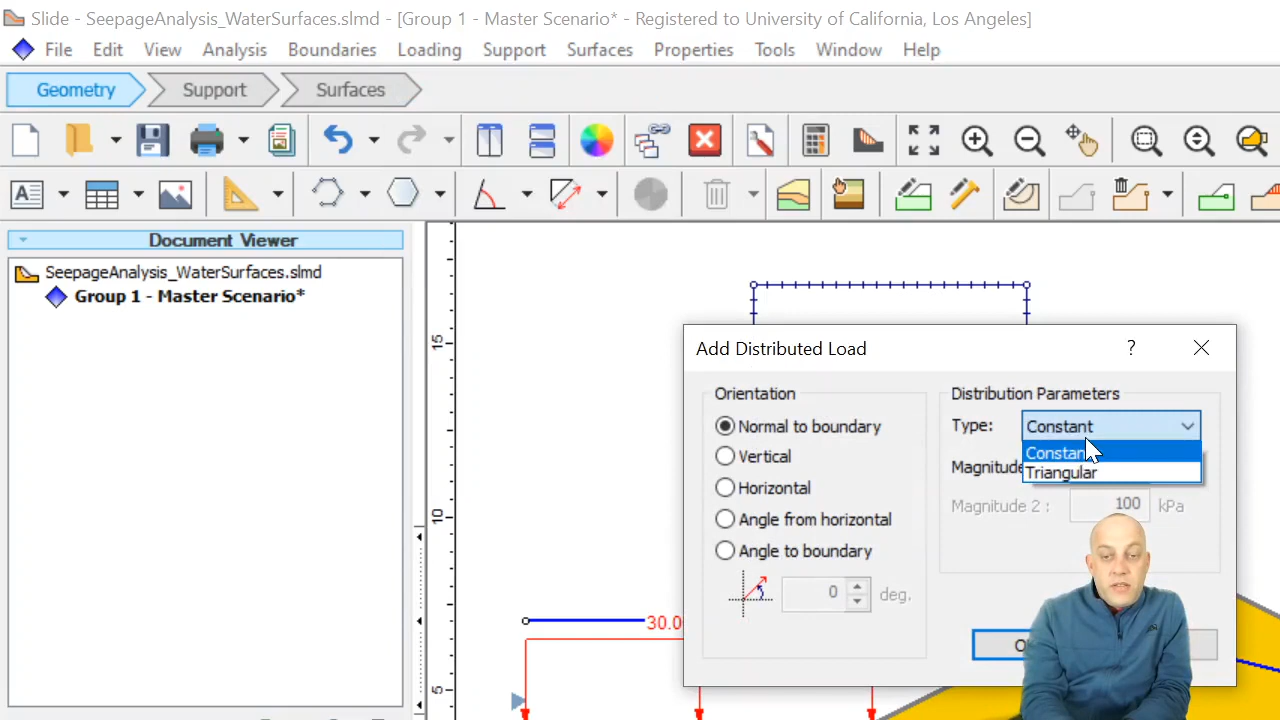 Slide - SeepageAnalysis_WaterSurfaces.slmd - [Group 1 - Master Scenario* - Registered to University of California, Los Angeles]
File Edit View Analysis Boundaries Loading Support Surfaces Properties Tools Window Help
Geometry Support Surfaces
A
Document Viewer
SeepageAnalysis_WaterSurfaces.slmd
Group 1 - Master Scenario*
15
10
5
30.0
Add Distributed Load ?
Orientation
Normal to boundary
Vertical
Horizontal
Angle from horizontal
Angle to boundary
0 deg.
Distribution Parameters
Type: Constant
Triangular
Magnitude 2 : 100 kPa